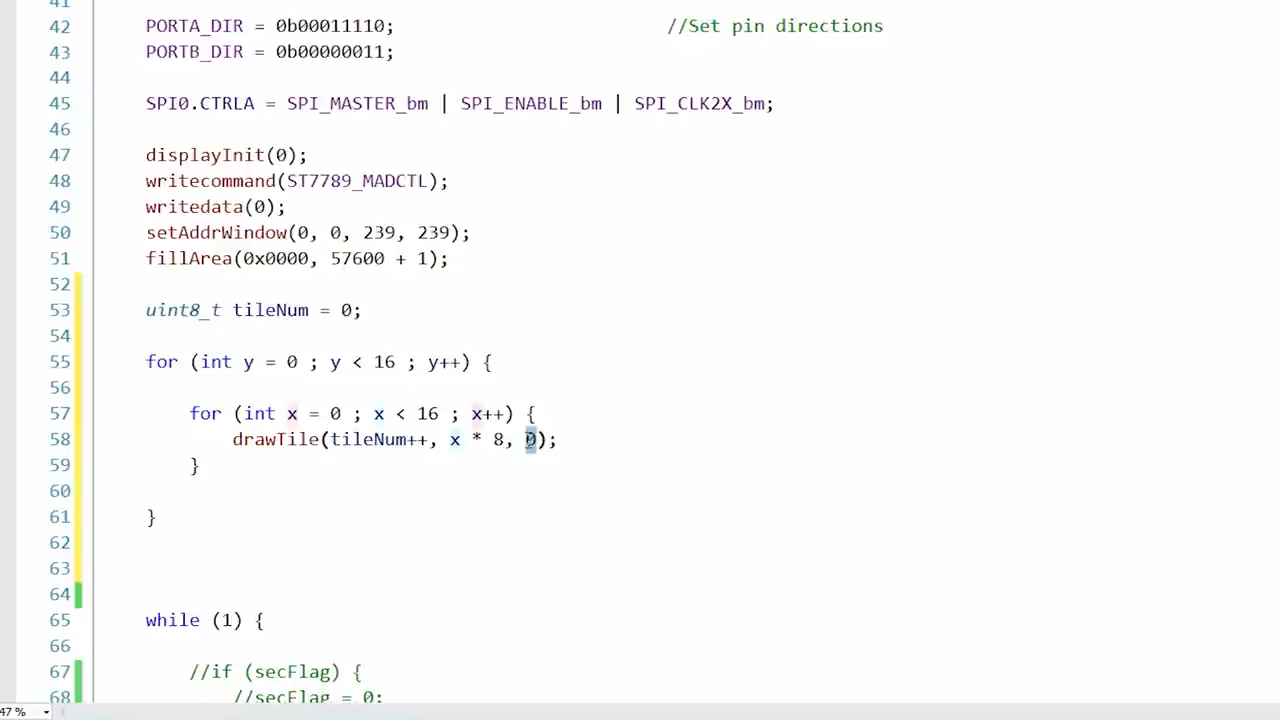 41
42 PORTA_DIR = 0b00011110; //Set pin directions
43 PORTB_DIR = 0b00000011;
44
45 SPI0.CTRLA = SPI_MASTER_bm | SPI_ENABLE_bm | SPI_CLK2X_bm;
46
47 displayInit(0);
48 writecommand(ST7789_MADCTL);
49 writedata(0);
50 setAddrWindow(0, 0, 239, 239);
51 fillArea(0x0000, 57600 + 1);
52
53 uint8_t tileNum = 0;
54
55 for (int y = 0 ; y < 16 ; y++) {
56
57 for (int x = 0 ; x < 16 ; x++) {
58 drawTile(tileNum++, x * 8, 0);
59 }
60
61 }
62
63
64
65 while (1) {
66
67 //if (secFlag) {
68 //secFlag = 0;
47 %